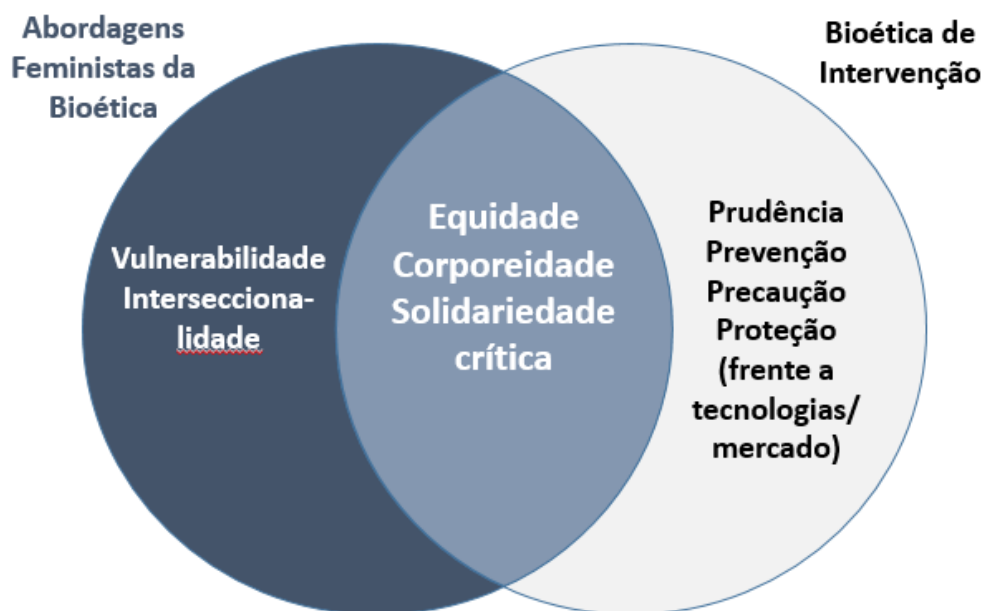 Abordagens
Feministas da
Bioética
Bioética de
Intervenção
Vulnerabilidade
Intersecciona-
lidade
Equidade
Corporeidade
Solidariedade
crítica
Prudência
Prevenção
Precaução
Proteção
(frente a
tecnologias/
mercado)